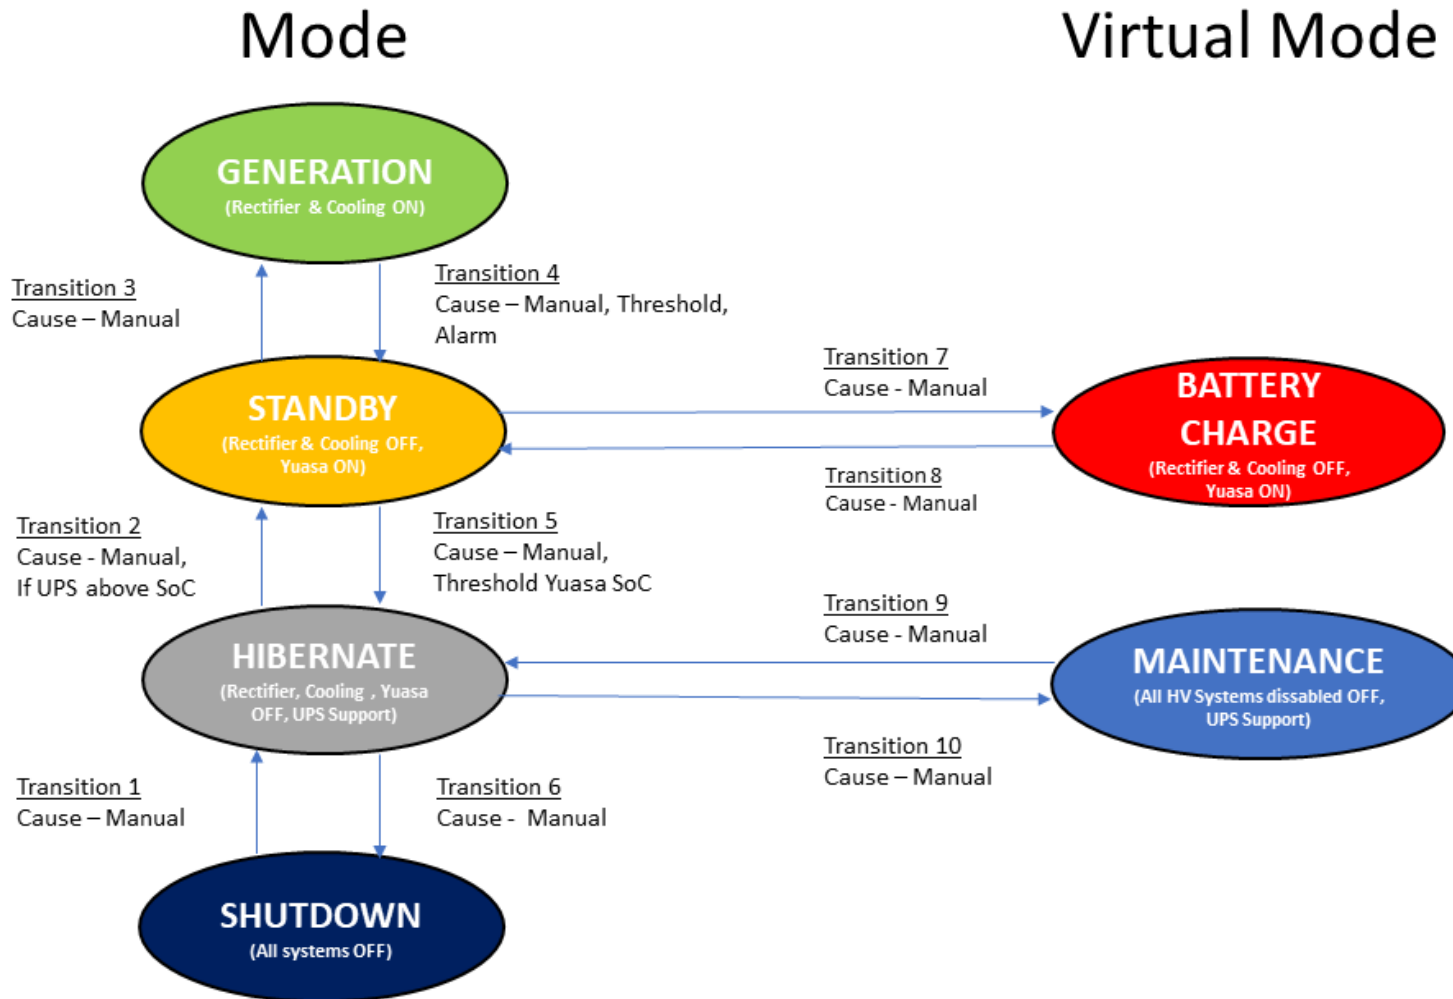 Mode
Virtual Mode
GENERATION
(Rectifier & Cooling ON)
Transition 3
Cause – Manual
Transition 4
Cause – Manual, Threshold,
Alarm
STANDBY
(Rectifier & Cooling OFF,
Yuasa ON)
Transition 7
Cause - Manual
BATTERY
CHARGE
(Rectifier & Cooling OFF,
Yuasa ON)
Transition 8
Cause - Manual
Transition 2
Cause - Manual,
If UPS above SoC
Transition 5
Cause – Manual,
Threshold Yuasa SoC
HIBERNATE
(Rectifier, Cooling , Yuasa
OFF, UPS Support)
Transition 9
Cause - Manual
MAINTENANCE
(All HV Systems dissabled OFF,
UPS Support)
Transition 10
Cause – Manual
Transition 1
Cause – Manual
Transition 6
Cause - Manual
SHUTDOWN
(All systems OFF)